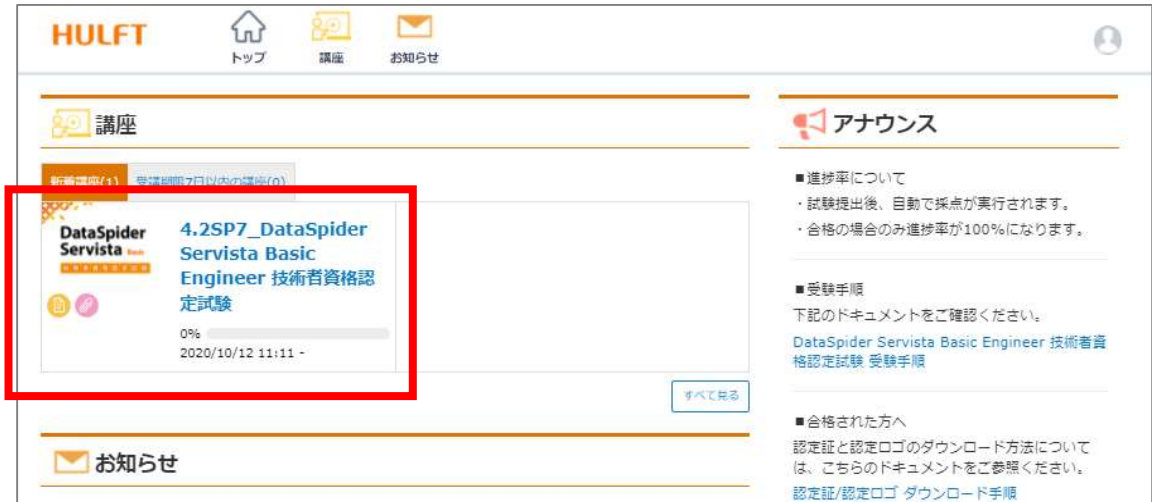 HULFT
トップ
講座
お知らせ
講座
新着講座(1)
受講期限7日以内の講座(0)
DataSpider
Servista Basic
4.2SP7_DataSpider
Servista Basic
Engineer 技術者資格認
定試験
0%
2020/10/12 11:11 -
すべて見る
お知らせ
アナウンス
■進捗率について
・試験提出後、自動で採点が実行されます。
・合格の場合のみ進捗率が100%になります。
■受験手順
下記のドキュメントをご確認ください。
DataSpider Servista Basic Engineer 技術者資
格認定試験 受験手順
■合格された方へ
認定証と認定ロゴのダウンロード方法について
は、こちらのドキュメントをご参照ください。
認定証/認定ロゴ ダウンロード手順